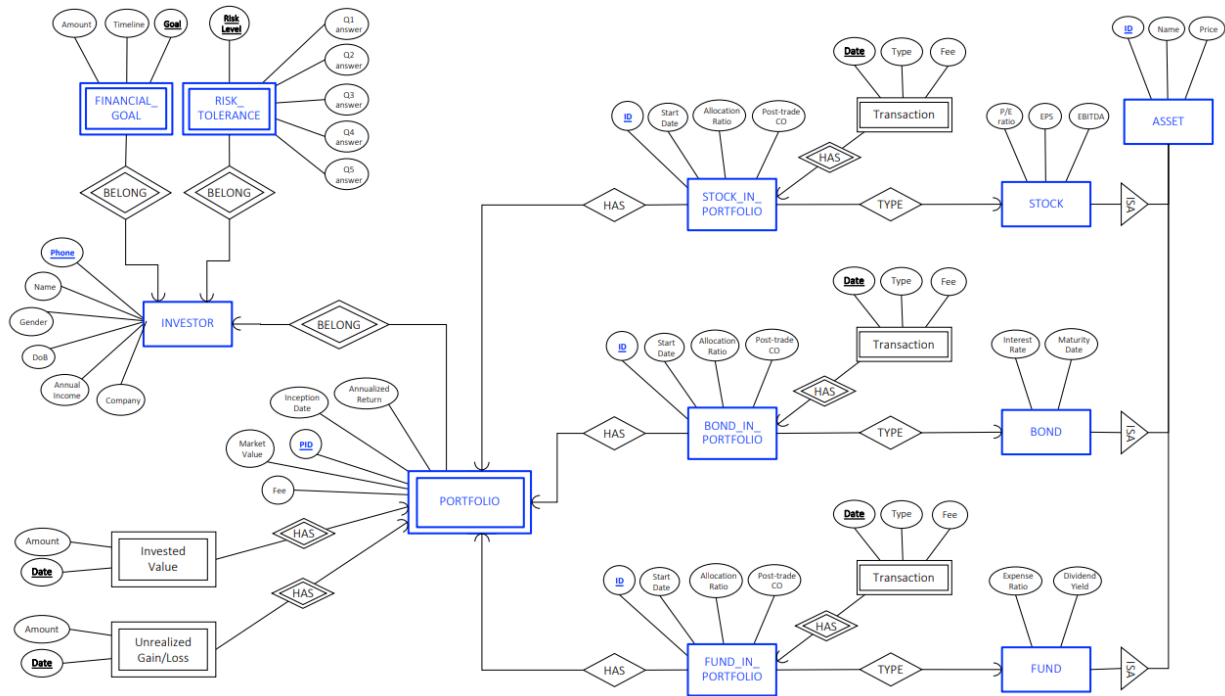 Amount
Timeline
Goal
Risk
Level
Q1
answer
Q2
answer
Q3
answer
Q4
answer
Q5
answer
FINANCIAL_
GOAL
RISK_
TOLERANCE
BELONG
BELONG
Phone
Name
Gender
DoB
Annual
Income
Company
INVESTOR
BELONG
Inception
Date
Annualized
Return
PID
Market
Value
Fee
PORTFOLIO
Amount
Date
Invested
Value
HAS
Amount
Date
Unrealized
Gain/Loss
HAS
HAS
ID
Start
Date
Allocation
Ratio
Post-trade
CO
STOCK_IN_
PORTFOLIO
Date
Type
Fee
Transaction
HAS
TYPE
P/E
ratio
EPS
EBITDA
STOCK
ISA
ID
Name
Price
ASSET
HAS
ID
Start
Date
Allocation
Ratio
Post-trade
CO
BOND_IN_
PORTFOLIO
Date
Type
Fee
Transaction
HAS
TYPE
Interest
Rate
Maturity
Date
BOND
ISA
HAS
ID
Start
Date
Allocation
Ratio
Post-trade
CO
FUND_IN_
PORTFOLIO
Date
Type
Fee
Transaction
HAS
TYPE
Expense
Ratio
Dividend
Yield
FUND
ISA